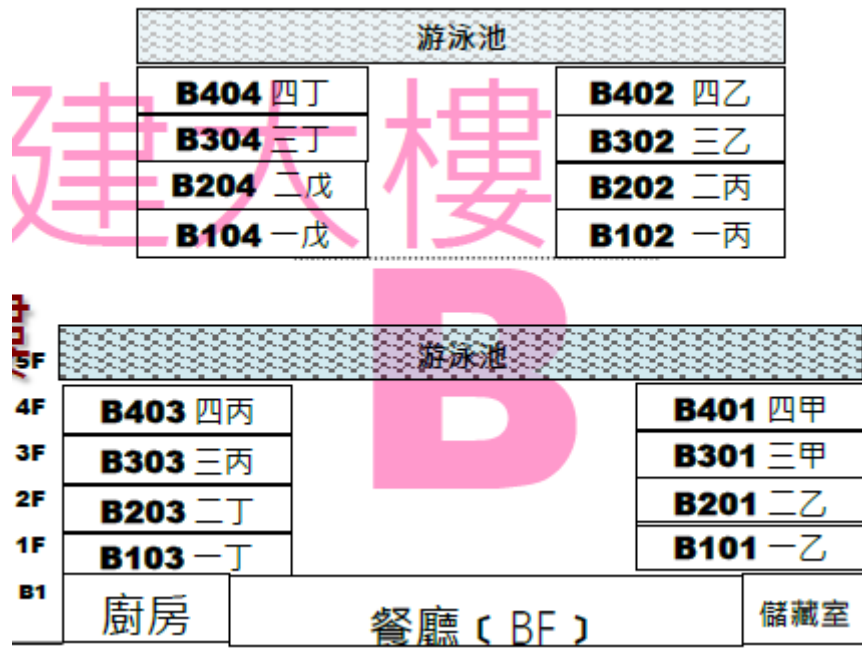 游泳池
B404 四丁
B402 四乙
B304 三丁
B302 三乙
B204 二戊
B202 二丙
B104 一戊
B102 一丙
建大樓
B
游泳池
5F
4F
B403 四丙
B401 四甲
3F
B303 三丙
B301 三甲
2F
B203 二丁
B201 二乙
1F
B103 一丁
B101 一乙
B1
廚房
餐廳﹝BF﹞
儲藏室